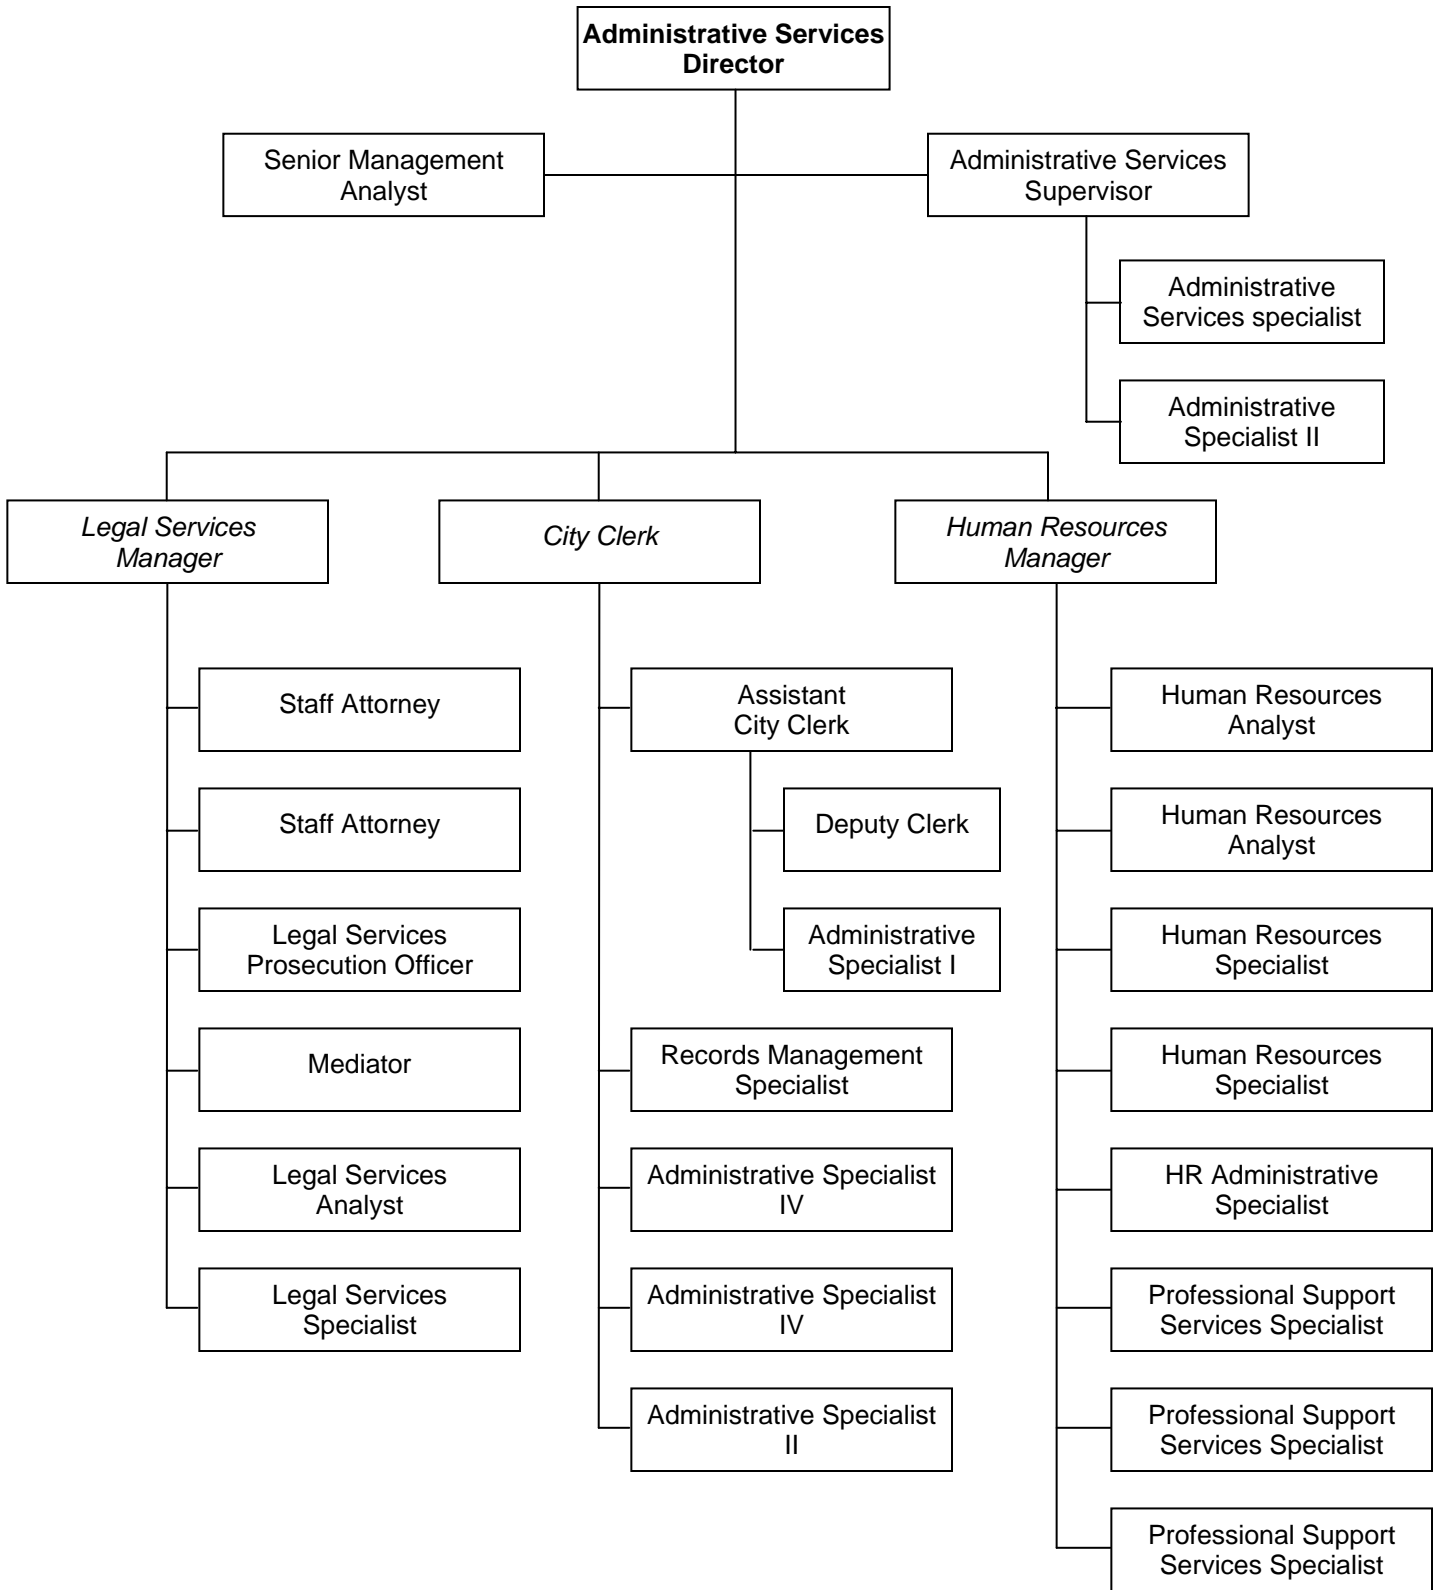 Administrative Services
Director
Senior Management
Analyst
Administrative Services
Supervisor
Administrative
Services specialist
Administrative
Specialist II
Legal Services
Manager
City Clerk
Human Resources
Manager
Staff Attorney
Staff Attorney
Legal Services
Prosecution Officer
Mediator
Legal Services
Analyst
Legal Services
Specialist
Assistant
City Clerk
Deputy Clerk
Administrative
Specialist I
Records Management
Specialist
Administrative Specialist
IV
Administrative Specialist
IV
Administrative Specialist
II
Human Resources
Analyst
Human Resources
Analyst
Human Resources
Specialist
Human Resources
Specialist
HR Administrative
Specialist
Professional Support
Services Specialist
Professional Support
Services Specialist
Professional Support
Services Specialist